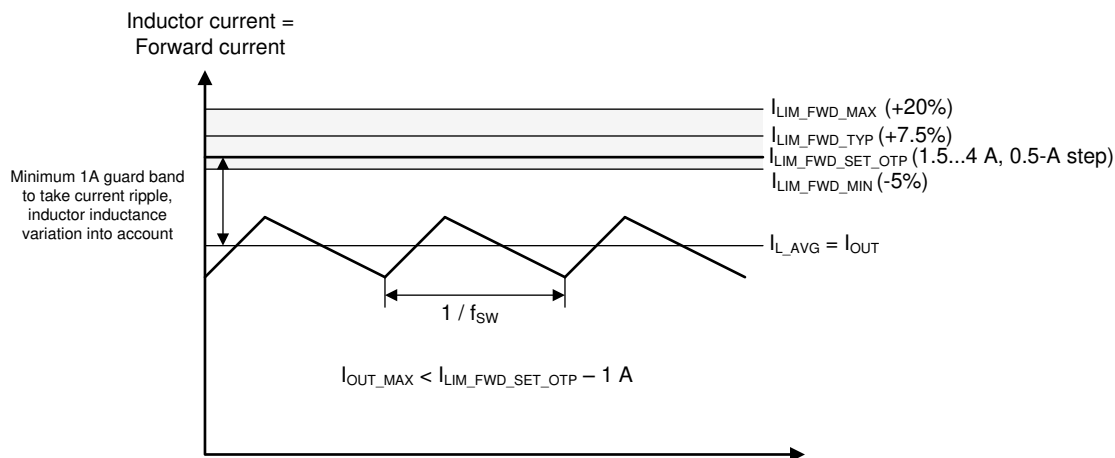 Inductor current =
Forward current
I_LIM_FWD_MAX (+20%)
I_LIM_FWD_TYP (+7.5%)
I_LIM_FWD_SET_OTP (1.5...4 A, 0.5-A step)
I_LIM_FWD_MIN (-5%)
Minimum 1A guard band
to take current ripple,
inductor inductance
variation into account
I_L_AVG = I_OUT
1 / f_SW
I_OUT_MAX < I_LIM_FWD_SET_OTP – 1 A